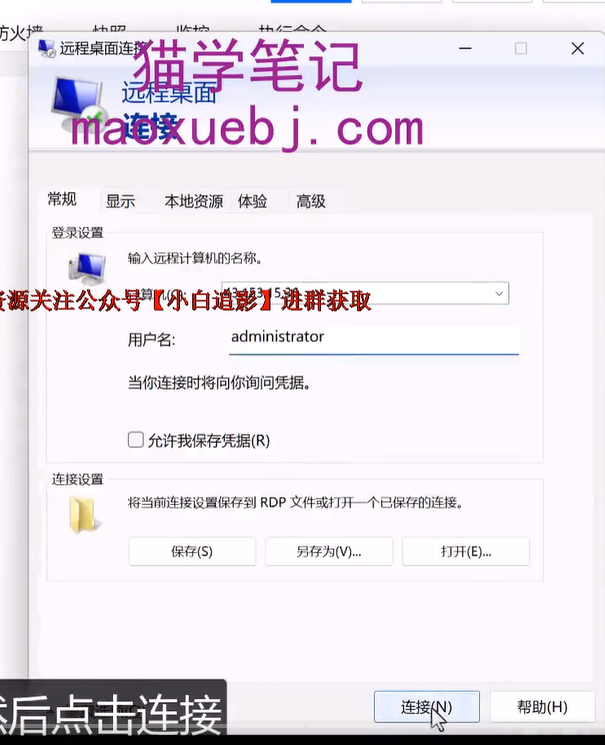 防火墙 快照 监控 执行命令
远程桌面连接
猫学笔记
远程桌面
连接
maoxuebj.com
常规 显示 本地资源 体验 高级
登录设置
输入远程计算机的名称。
资源关注公众号【小白追影】进群获取
用户名: administrator
当你连接时将向你询问凭据。
允许我保存凭据(R)
连接设置
将当前连接设置保存到 RDP 文件或打开一个已保存的连接。
保存(S) 另存为(V)... 打开(E)...
然后点击连接
连接(N) 帮助(H)